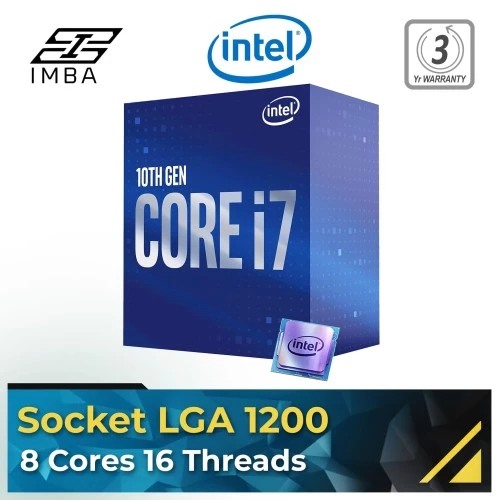 IMBA
intel
3
Yr WARRANTY
intel
10TH GEN
CORE i7
intel
Socket LGA 1200
8 Cores 16 Threads